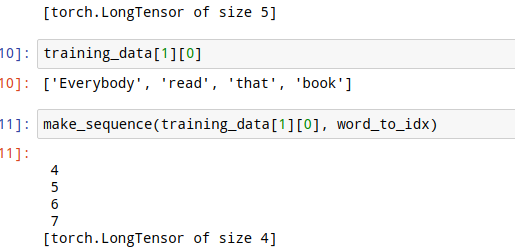 [torch.LongTensor of size 5]
10]: training_data[1][0]
10]: ['Everybody', 'read', 'that', 'book']
11]: make_sequence(training_data[1][0], word_to_idx)
11]:
4
5
6
7
[torch.LongTensor of size 4]